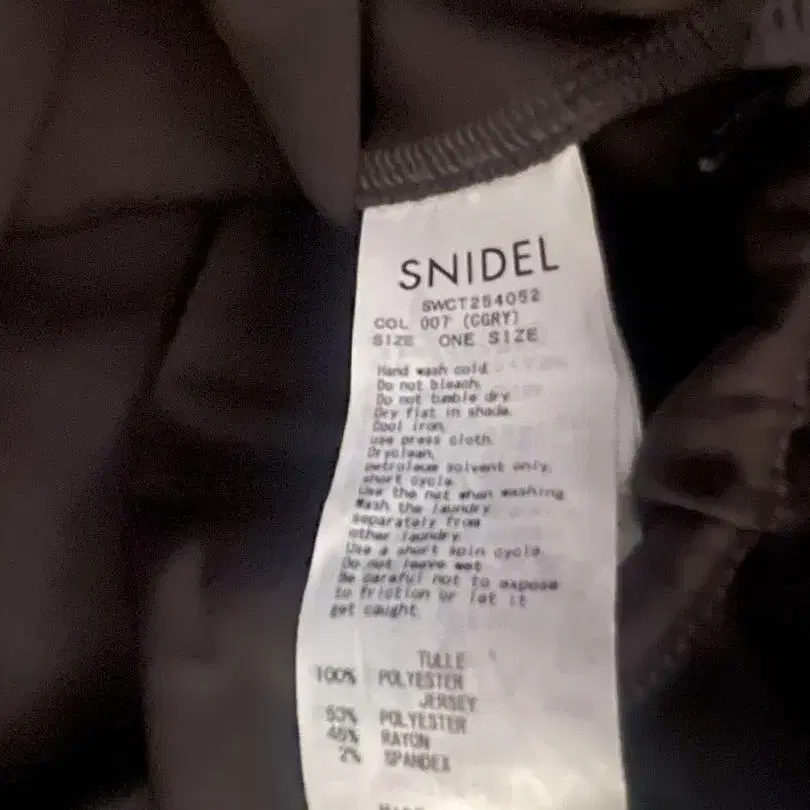 SNIDEL
SWCT254052
COL 007 (CGRY)
SIZE ONE SIZE
Hand wash cold.
Do not bleach.
Do not tumble dry.
Dry flat in shade.
Cool iron,
use press cloth.
Dryclean,
petroleum solvent only,
short cycle.
Use the net when washing
Wash the laundry
separately from
other laundry.
Use a short spin cycle.
Do not leave wet.
Be careful not to expose
to friction or let it
get caught.
TULLE
100% POLYESTER
JERSEY
POLYESTER
RAYON
2% SPANDEX